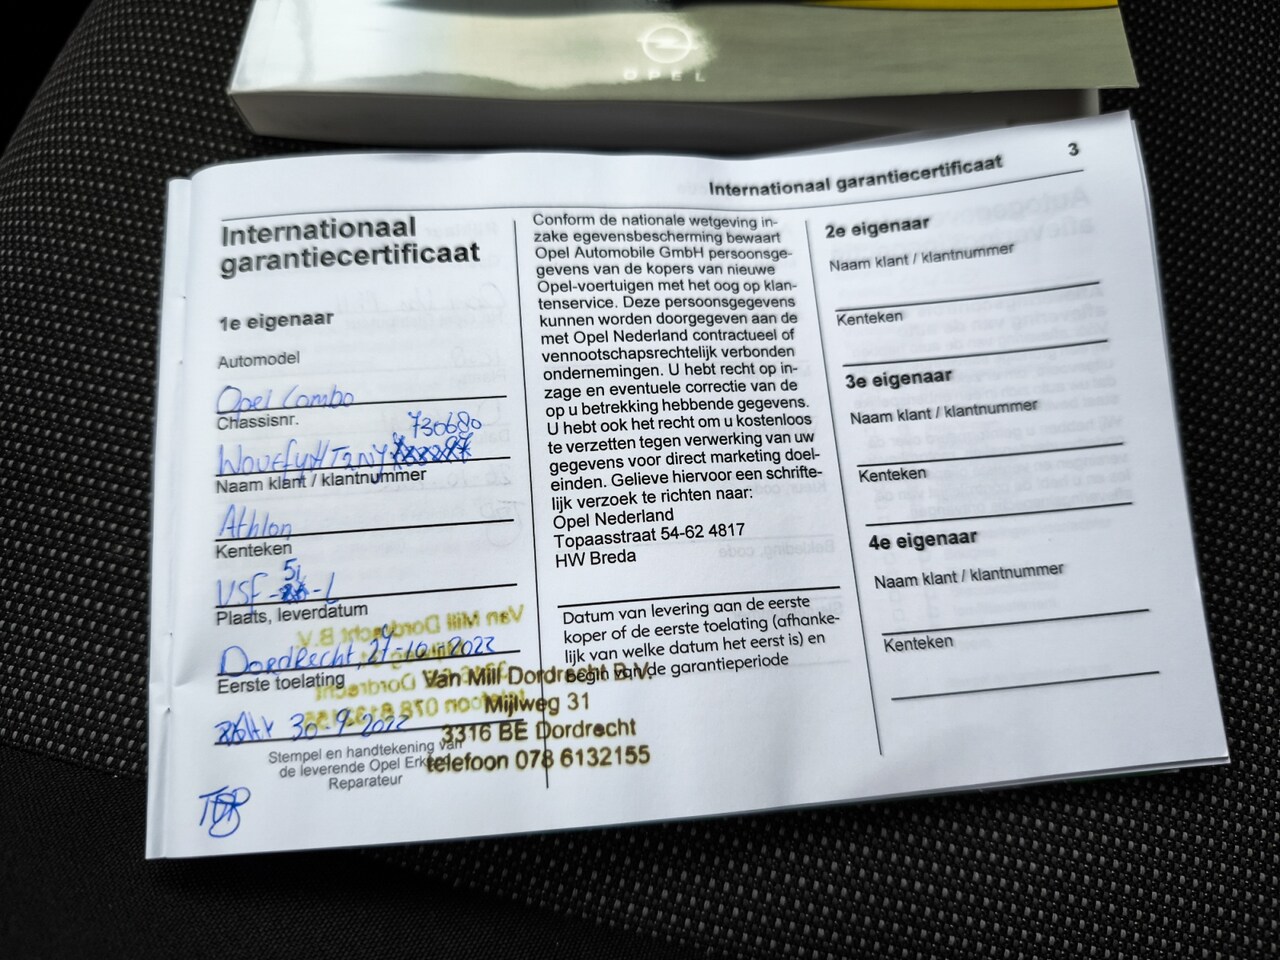 OPEL
Internationaal garantiecertificaat
3
Internationaal
garantiecertificaat
1e eigenaar
Automodel
Opel Combo
Chassisnr.
730680
Naam klant / klantnummer
Athlon
Kenteken
VSF - 51 - L
Plaats, leverdatum
Dordrecht, 24-10-2022
Eerste toelating
30-9-2022
Stempel en handtekening van
de leverende Opel Erk
Reparateur
Conform de nationale wetgeving in-
zake egevensbescherming bewaart
Opel Automobile GmbH persoonsge-
gevens van de kopers van nieuwe
Opel-voertuigen met het oog op klan-
tenservice. Deze persoonsgegevens
kunnen worden doorgegeven aan de
met Opel Nederland contractueel of
vennootschapsrechtelijk verbonden
ondernemingen. U hebt recht op in-
zage en eventuele correctie van de
op u betrekking hebbende gegevens.
U hebt ook het recht om u kostenloos
te verzetten tegen verwerking van uw
gegevens voor direct marketing doel-
einden. Gelieve hiervoor een schrifte-
lijk verzoek te richten naar:
Opel Nederland
Topaasstraat 54-62 4817
HW Breda
Datum van levering aan de eerste
koper of de eerste toelating (afhanke-
lijk van welke datum het eerst is) en
begin van de garantieperiode
Van Mill Dordrecht B.V.
Mijlweg 31
3316 BE Dordrecht
telefoon 078 6132155
2e eigenaar
Naam klant / klantnummer
Kenteken
3e eigenaar
Naam klant / klantnummer
Kenteken
4e eigenaar
Naam klant / klantnummer
Kenteken